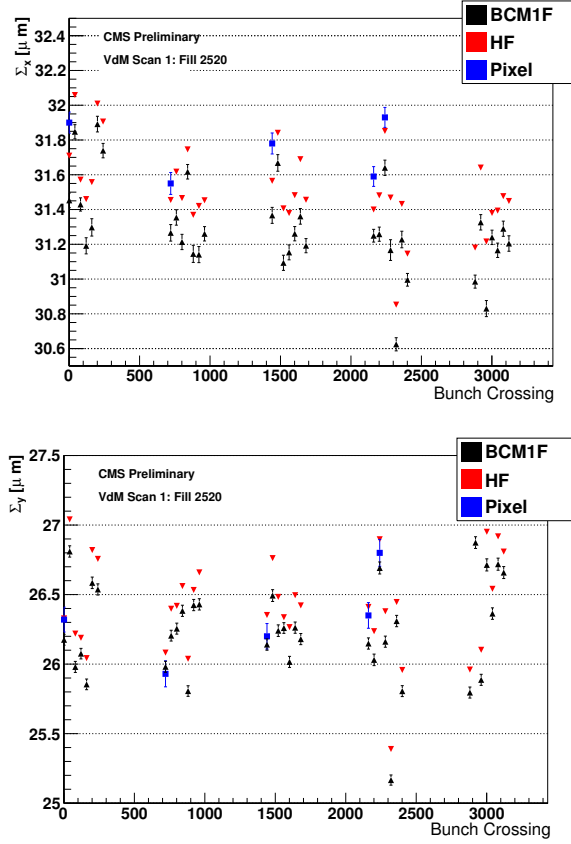 BCM1F
HF
Pixel
CMS Preliminary
VdM Scan 1: Fill 2520
Σx [μ m]
32.4
32.2
32
31.8
31.6
31.4
31.2
31
30.8
30.6
0 500 1000 1500 2000 2500 3000
Bunch Crossing
BCM1F
HF
Pixel
CMS Preliminary
VdM Scan 1: Fill 2520
Σy [μ m]
27.5
27
26.5
26
25.5
25
0 500 1000 1500 2000 2500 3000
Bunch Crossing